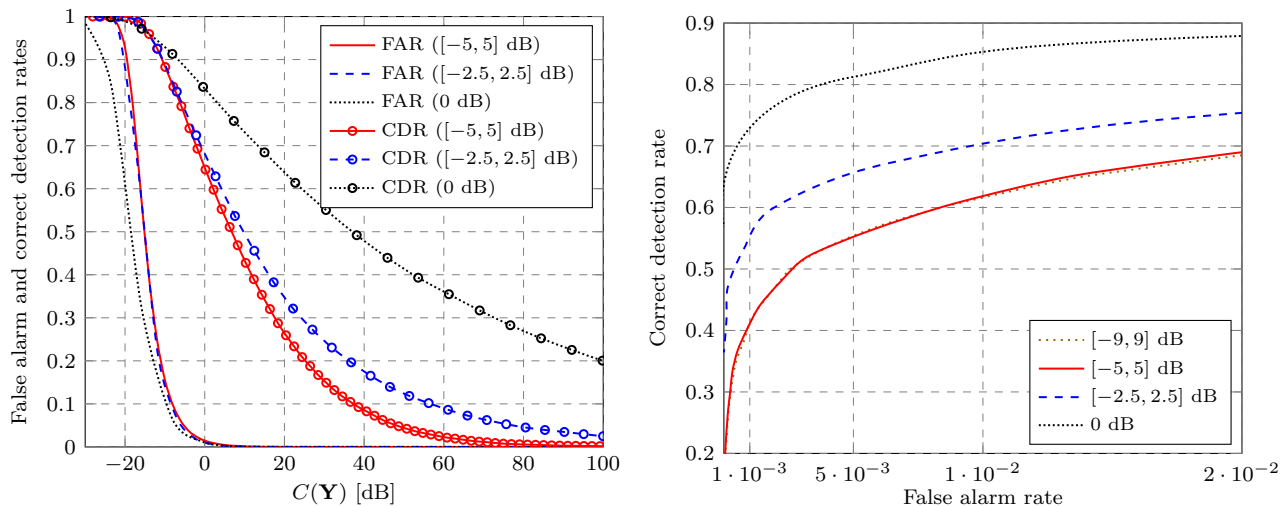 False alarm and correct detection rates
1
0.9
0.8
0.7
0.6
0.5
0.4
0.3
0.2
0.1
0
−20 0 20 40 60 80 100
C(Y) [dB]
FAR ([−5, 5] dB)
FAR ([−2.5, 2.5] dB)
FAR (0 dB)
CDR ([−5, 5] dB)
CDR ([−2.5, 2.5] dB)
CDR (0 dB)
Correct detection rate
0.9
0.8
0.7
0.6
0.5
0.4
0.3
0.2
1 · 10⁻³ 5 · 10⁻³ 1 · 10⁻² 2 · 10⁻²
False alarm rate
[−9, 9] dB
[−5, 5] dB
[−2.5, 2.5] dB
0 dB